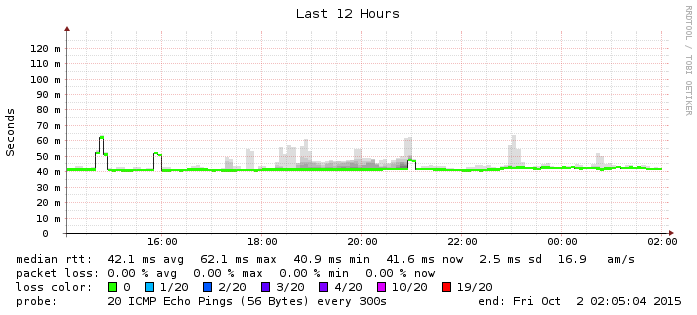 Last 12 Hours
RRDTOOL / TOBI OETIKER
Seconds
120 m
110 m
100 m
90 m
80 m
70 m
60 m
50 m
40 m
30 m
20 m
10 m
0
16:00 18:00 20:00 22:00 00:00 02:00
median rtt: 42.1 ms avg 62.1 ms max 40.9 ms min 41.6 ms now 2.5 ms sd 16.9 am/s
packet loss: 0.00 % avg 0.00 % max 0.00 % min 0.00 % now
loss color: 0 1/20 2/20 3/20 4/20 10/20 19/20
probe: 20 ICMP Echo Pings (56 Bytes) every 300s end: Fri Oct 2 02:05:04 2015